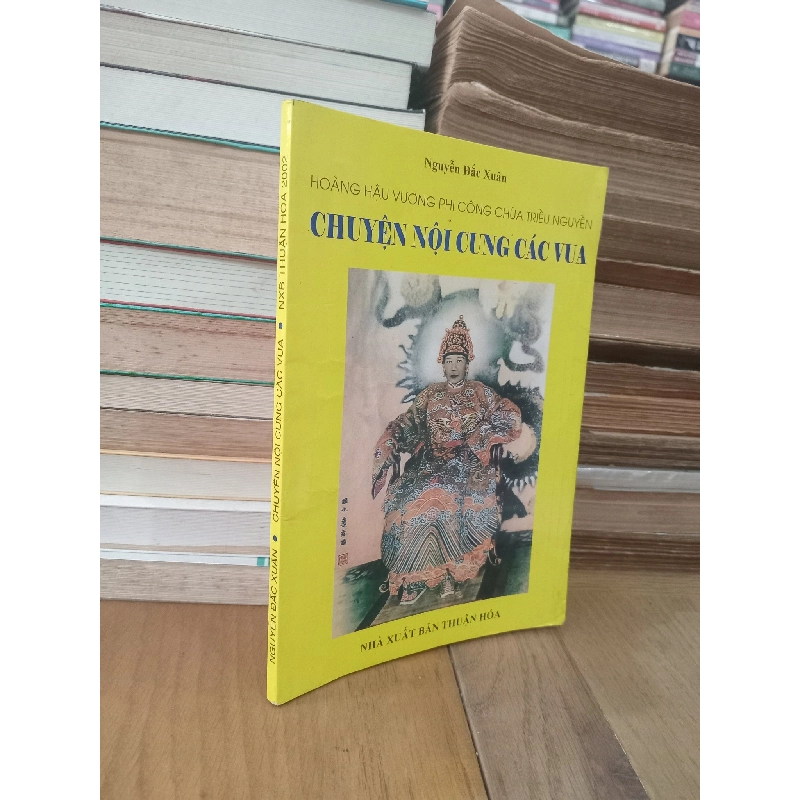 Nguyễn Đắc Xuân
HOÀNG HẬU VƯƠNG PHI CÔNG CHÚA TRIỀU NGUYỄN
CHUYỆN NỘI CUNG CÁC VUA
NHÀ XUẤT BẢN THUẬN HÓA
NGUYỄN ĐẮC XUÂN ● CHUYỆN NỘI CUNG CÁC VUA ■ NXB THUẬN HÓA 2002